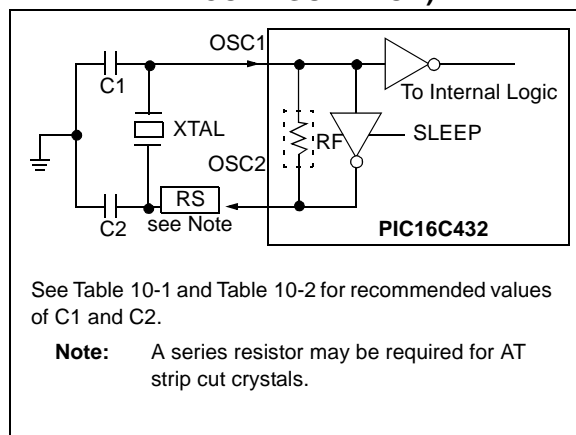 OSC1
C1
To Internal Logic
XTAL
RF
SLEEP
OSC2
RS
C2
see Note
PIC16C432
See Table 10-1 and Table 10-2 for recommended values
of C1 and C2.
Note: A series resistor may be required for AT
strip cut crystals.